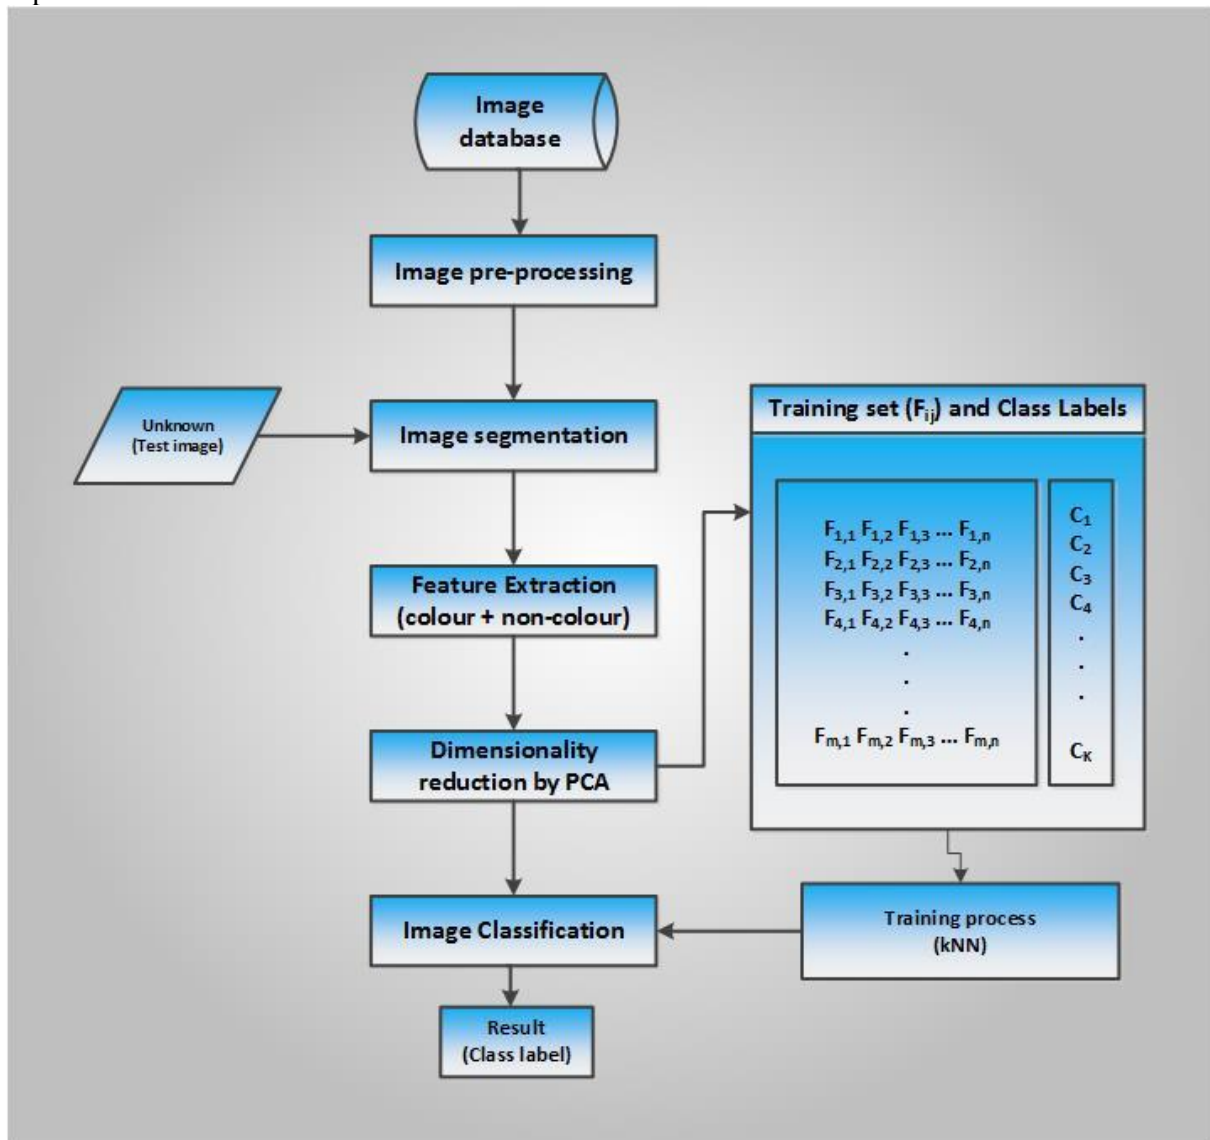 Image
database
Image pre-processing
Unknown
(Test image)
Image segmentation
Feature Extraction
(colour + non-colour)
Dimensionality
reduction by PCA
Training set (Fij) and Class Labels
F1,1 F1,2 F1,3 ... F1,n
F2,1 F2,2 F2,3 ... F2,n
F3,1 F3,2 F3,3 ... F3,n
F4,1 F4,2 F4,3 ... F4,n
.
.
.
Fm,1 Fm,2 Fm,3 ... Fm,n
C1
C2
C3
C4
.
.
.
CK
Training process
(kNN)
Image Classification
Result
(Class label)